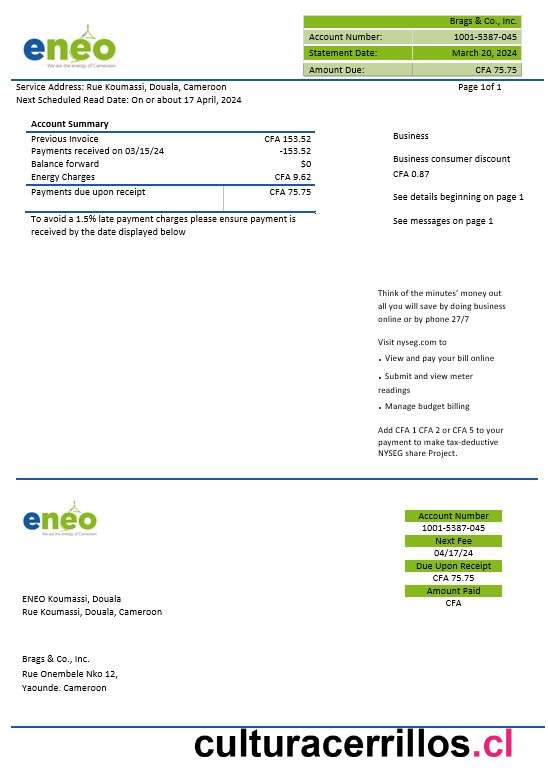 eneo
We are the energy of Cameroon
Brags & Co., Inc.
Account Number: 1001-5387-045
Statement Date: March 20, 2024
Amount Due: CFA 75.75
Service Address: Rue Koumassi, Douala, Cameroon
Page 1of 1
Next Scheduled Read Date: On or about 17 April, 2024
Account Summary
Previous Invoice CFA 153.52
Payments received on 03/15/24 -153.52
Balance forward $0
Energy Charges CFA 9.62
Payments due upon receipt CFA 75.75
To avoid a 1.5% late payment charges please ensure payment is
received by the date displayed below
Business
Business consumer discount
CFA 0.87
See details beginning on page 1
See messages on page 1
Think of the minutes’ money out
all you will save by doing business
online or by phone 27/7
Visit nyseg.com to
• View and pay your bill online
• Submit and view meter
readings
• Manage budget billing
Add CFA 1 CFA 2 or CFA 5 to your
payment to make tax-deductive
NYSEG share Project.
eneo
We are the energy of Cameroon
Account Number
1001-5387-045
Next Fee
04/17/24
Due Upon Receipt
CFA 75.75
Amount Paid
CFA
ENEO Koumassi, Douala
Rue Koumassi, Douala, Cameroon
Brags & Co., Inc.
Rue Onembele Nko 12,
Yaounde. Cameroon
culturacerrillos.cl